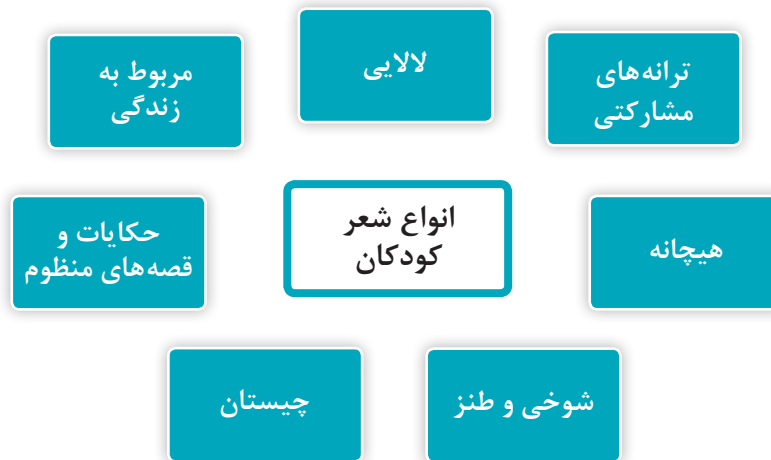 لالایی
ترانه‌های
مشارکتی
مربوط به
زندگی
انواع شعر
کودکان
هیچانه
حکایات و
قصه‌های منظوم
شوخی و طنز
چیستان